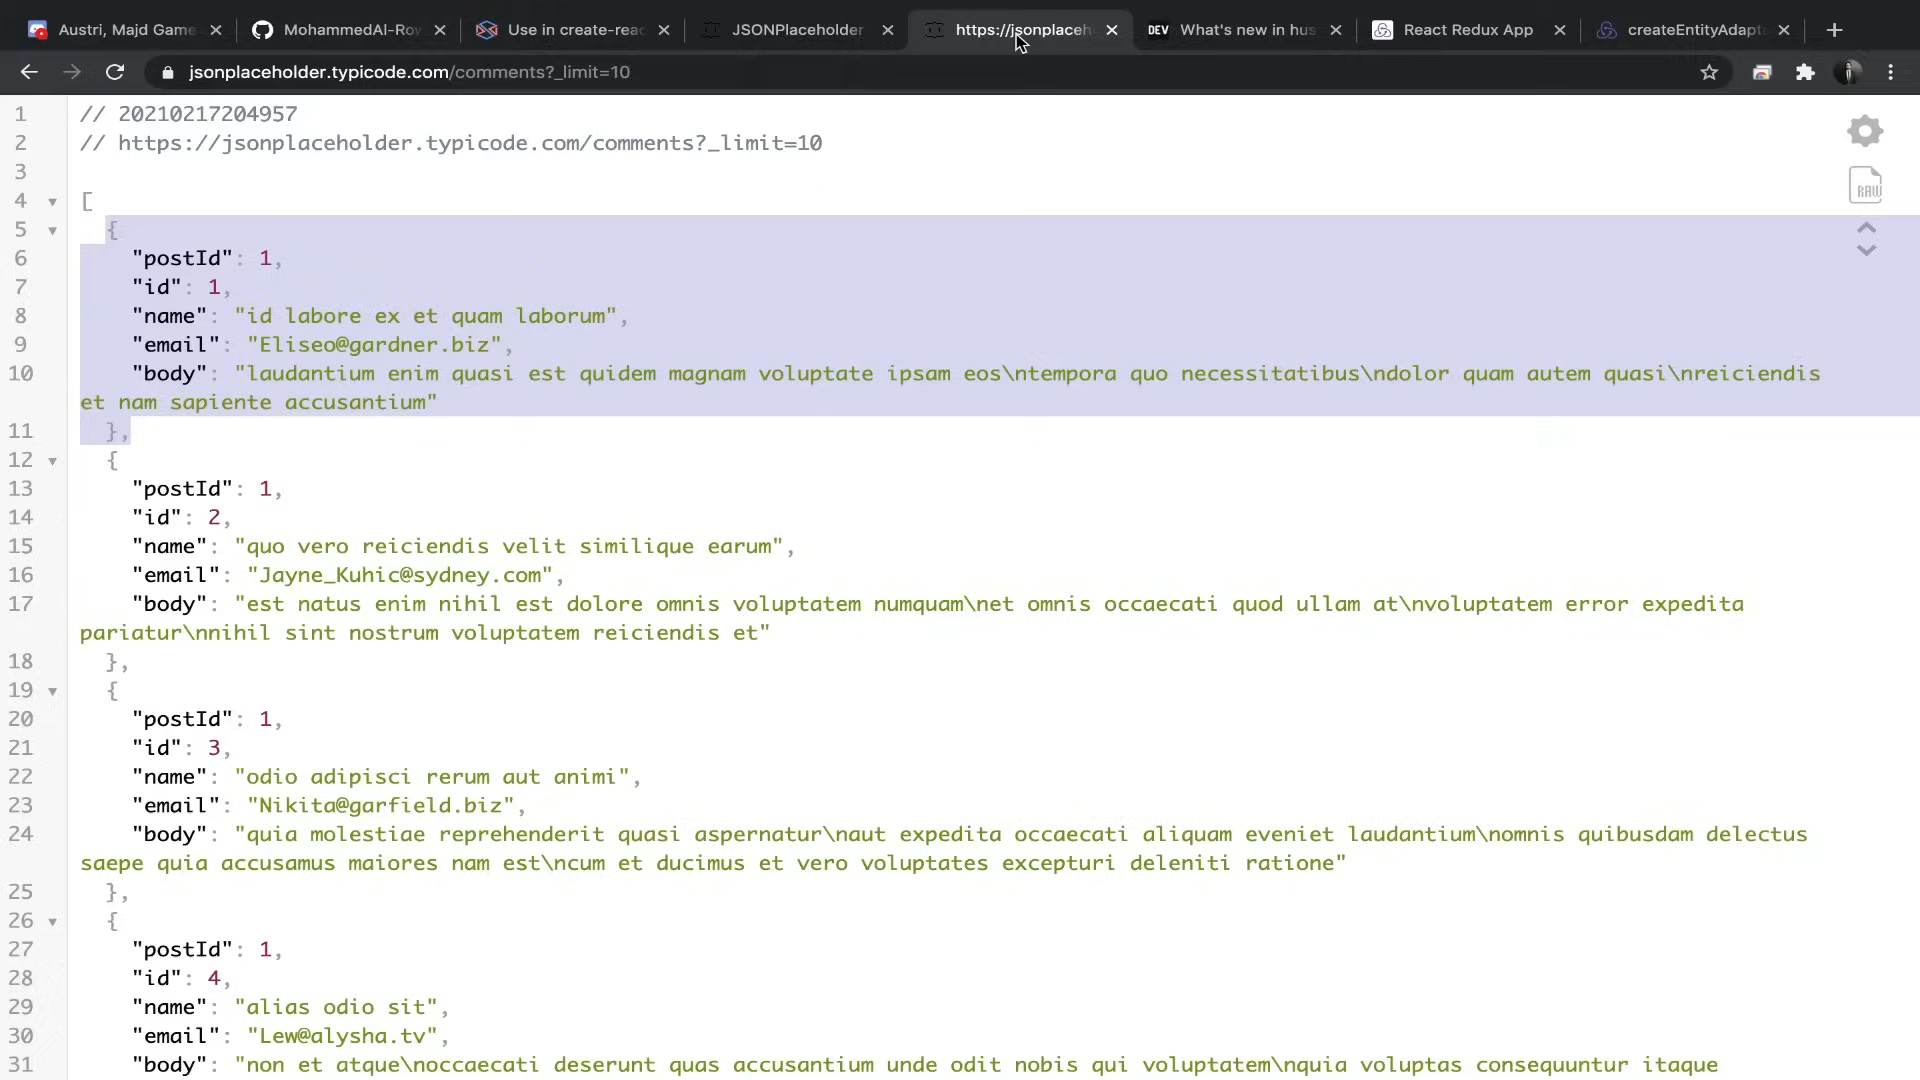 Austri, Majd Game
MohammedAl-Row
Use in create-reac
JSONPlaceholder
https://jsonplaceh
DEV What's new in hus
React Redux App
createEntityAdapt
jsonplaceholder.typicode.com/comments?_limit=10
1 // 20210217204957
2 // https://jsonplaceholder.typicode.com/comments?_limit=10
3
4 [
5 {
6 "postId": 1,
7 "id": 1,
8 "name": "id labore ex et quam laborum",
9 "email": "Eliseo@gardner.biz",
10 "body": "laudantium enim quasi est quidem magnam voluptate ipsam eos\ntempora quo necessitatibus\ndolor quam autem quasi\nreiciendis
et nam sapiente accusantium"
11 },
12 {
13 "postId": 1,
14 "id": 2,
15 "name": "quo vero reiciendis velit similique earum",
16 "email": "Jayne_Kuhic@sydney.com",
17 "body": "est natus enim nihil est dolore omnis voluptatem numquam\net omnis occaecati quod ullam at\nvoluptatem error expedita
pariatur\nnihil sint nostrum voluptatem reiciendis et"
18 },
19 {
20 "postId": 1,
21 "id": 3,
22 "name": "odio adipisci rerum aut animi",
23 "email": "Nikita@garfield.biz",
24 "body": "quia molestiae reprehenderit quasi aspernatur\naut expedita occaecati aliquam eveniet laudantium\nomnis quibusdam delectus
saepe quia accusamus maiores nam est\ncum et ducimus et vero voluptates excepturi deleniti ratione"
25 },
26 {
27 "postId": 1,
28 "id": 4,
29 "name": "alias odio sit",
30 "email": "Lew@alysha.tv",
31 "body": "non et atque\noccaecati deserunt quas accusantium unde odit nobis qui voluptatem\nquia voluptas consequuntur itaque
RAW